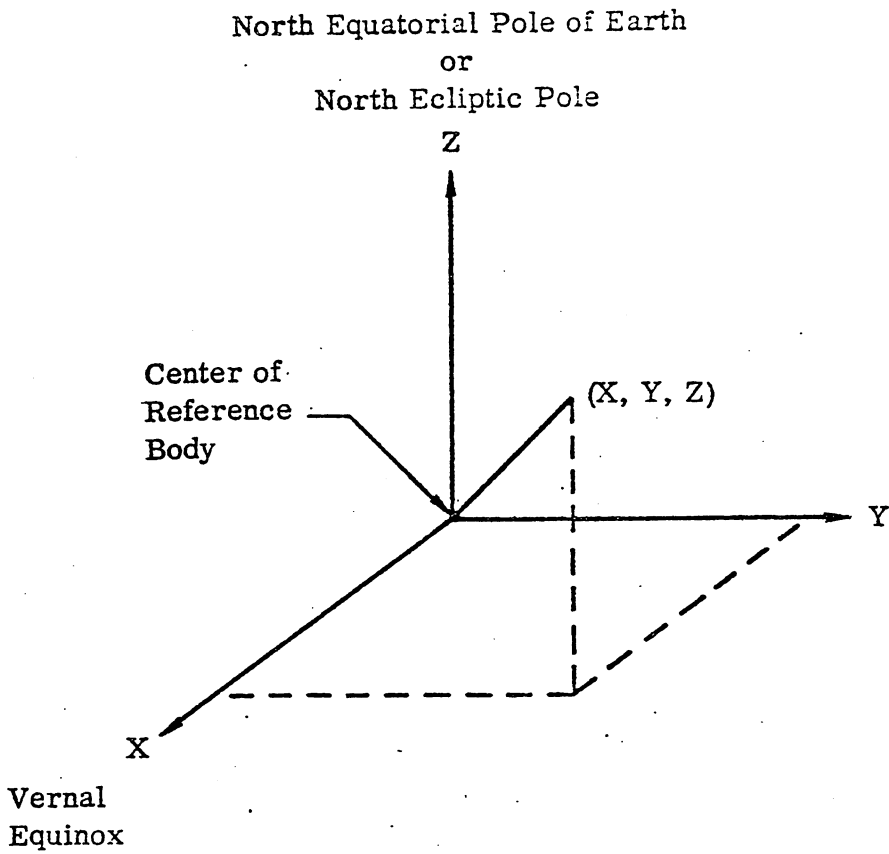 North Equatorial Pole of Earth
or
North Ecliptic Pole
Z
Center of
Reference
Body
(X, Y, Z)
Y
X
Vernal
Equinox